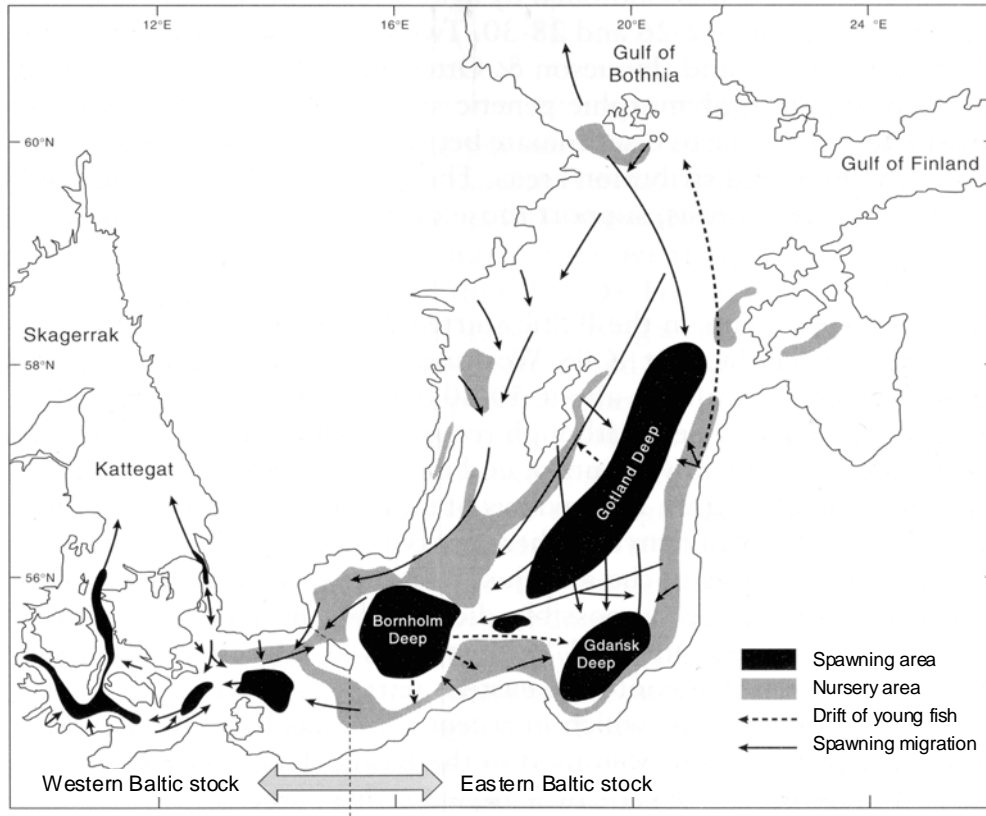 12°E
16°E
20°E
24 °E
Gulf of
Bothnia
60°N
Gulf of Finland
Skagerrak
58°N
Kattegat
Gotland Deep
56°N
Bornholm
Deep
Gdańsk
Deep
Spawning area
Nursery area
Drift of young fish
Spawning migration
Western Baltic stock
Eastern Baltic stock